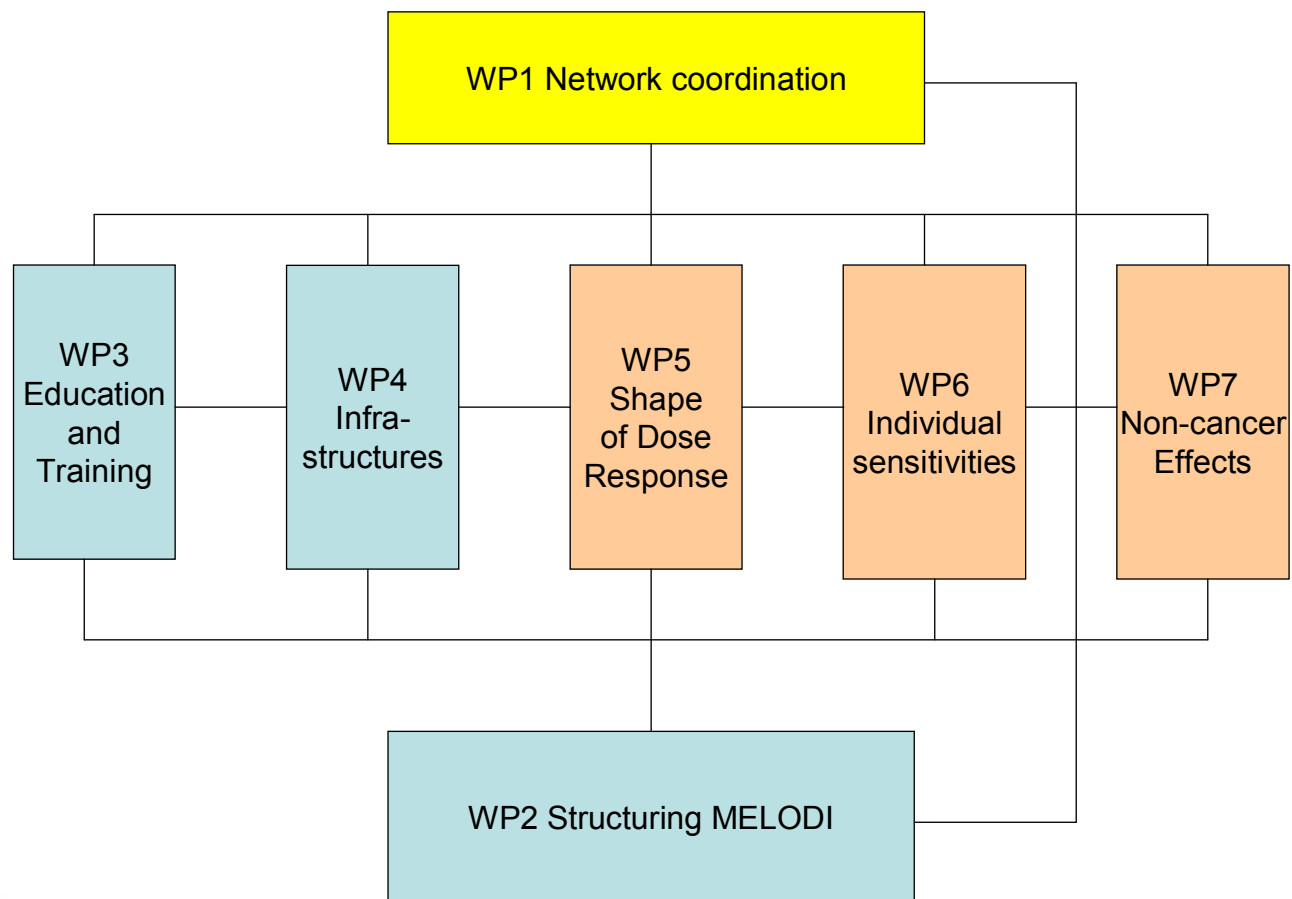 WP1 Network coordination
WP3
Education
and
Training
WP4
Infra-
structures
WP5
Shape
of Dose
Response
WP6
Individual
sensitivities
WP7
Non-cancer
Effects
WP2 Structuring MELODI